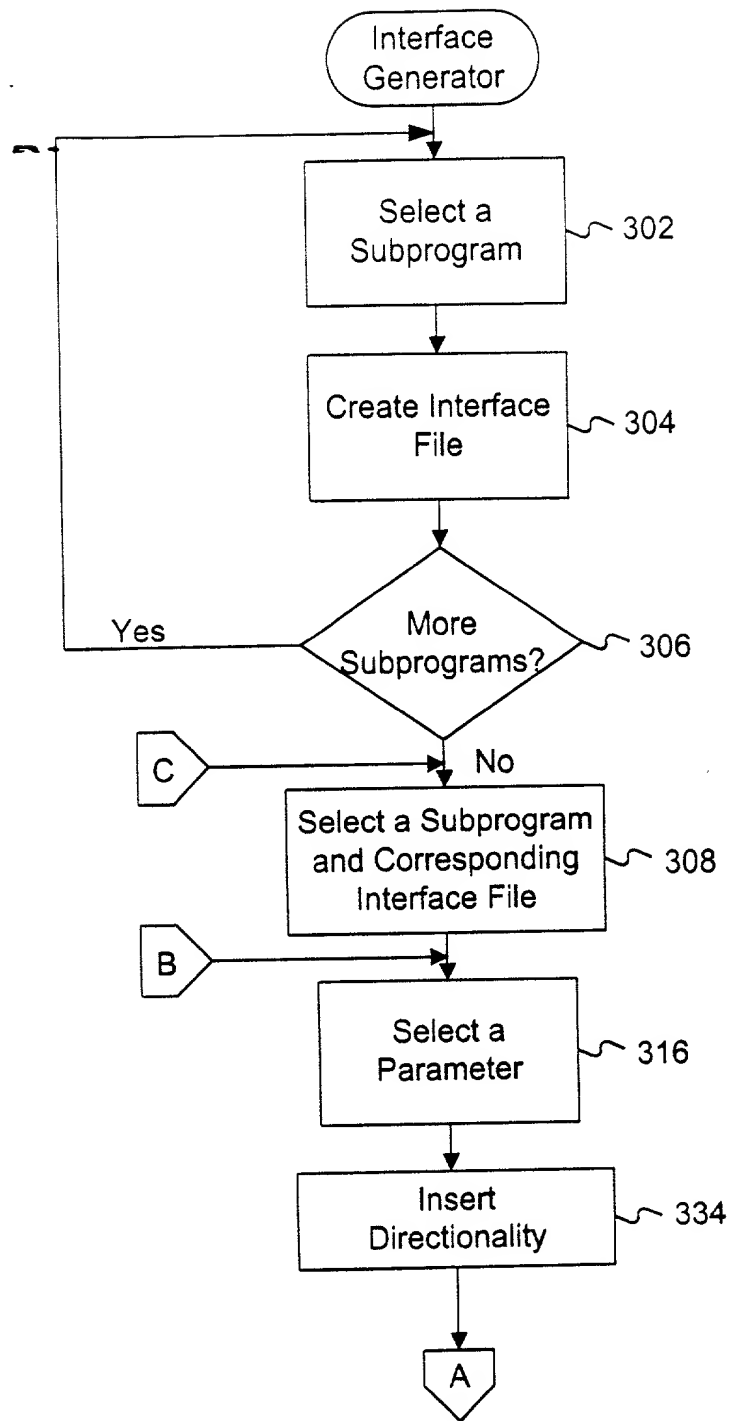 Interface
Generator
Select a
Subprogram
302
Create Interface
File
304
More
Subprograms?
306
Yes
No
C
Select a Subprogram
and Corresponding
Interface File
308
B
Select a
Parameter
316
Insert
Directionality
334
A